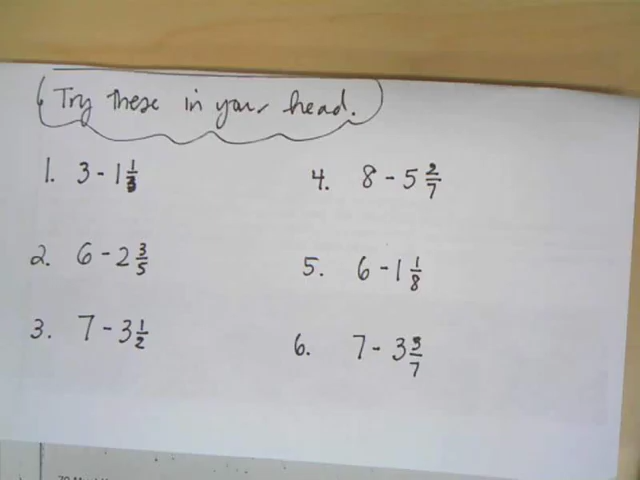 Try these in your head.
1. 3 - 1 1/3
2. 6 - 2 3/5
3. 7 - 3 1/2
4. 8 - 5 2/7
5. 6 - 1 1/8
6. 7 - 3 3/7